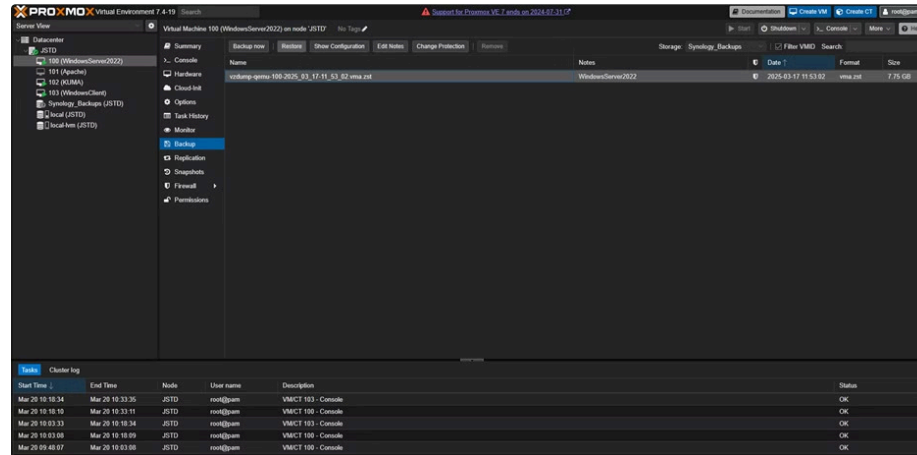 PROXMOX Virtual Environment 7.4-19 Search Support for Proxmox VE 7 ends on 2024-07-31 Documentation Create VM Create CT root@pam
Server View Virtual Machine 100 (WindowsServer2022) on node 'JSTD' No Tags Start Shutdown Console More
Datacenter
JSTD
100 (WindowsServer2022)
101 (Apache)
102 (KUMA)
103 (WindowsClient)
Synology_Backups (JSTD)
local (JSTD)
local-lvm (JSTD)
Summary
Console
Hardware
Cloud-Init
Options
Task History
Monitor
Backup
Replication
Snapshots
Firewall
Permissions
Backup now Restore Show Configuration Edit Notes Change Protection Remove Storage: Synology_Backups Filter VMID Search
Name Notes Date Format Size
vzdump-qemu-100-2025_03_17-11_53_02.vma.zst WindowsServer2022 2025-03-17 11:53:02 vma.zst 7.75 GB
Tasks Cluster log
Start Time End Time Node User name Description Status
Mar 20 10:18:34 Mar 20 10:33:35 JSTD root@pam VM/CT 103 - Console OK
Mar 20 10:18:10 Mar 20 10:33:11 JSTD root@pam VM/CT 100 - Console OK
Mar 20 10:03:33 Mar 20 10:18:34 JSTD root@pam VM/CT 103 - Console OK
Mar 20 10:03:08 Mar 20 10:18:09 JSTD root@pam VM/CT 100 - Console OK
Mar 20 09:48:07 Mar 20 10:03:08 JSTD root@pam VM/CT 100 - Console OK